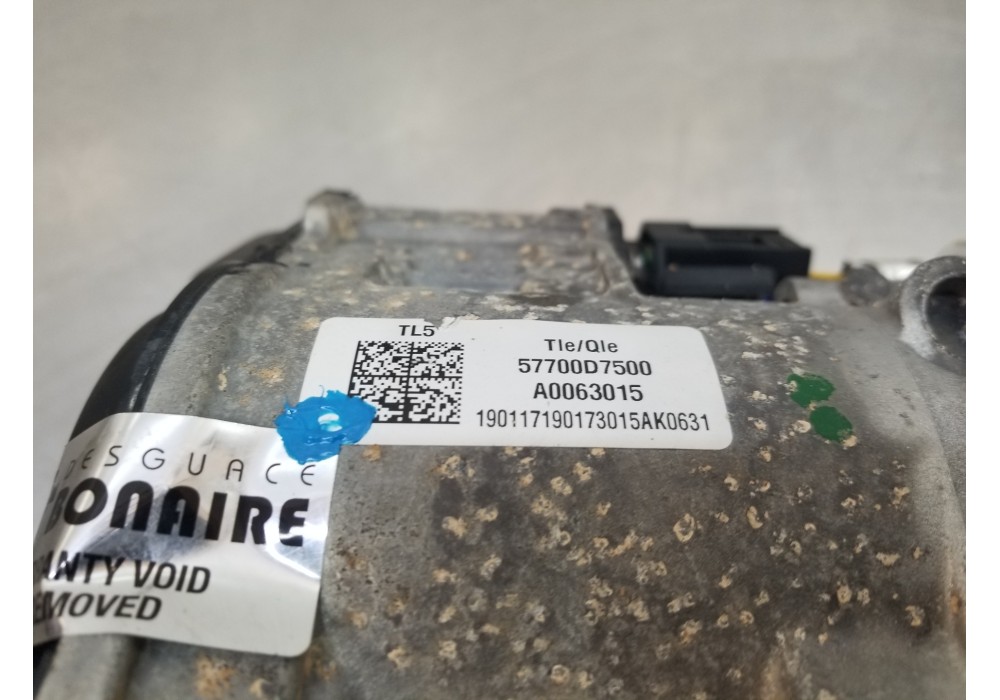 TL5
Tle/Qle
57700D7500
A0063015
190117190173015AK0631
DESGUACE
BONAIRE
ANTY VOID
EMOVED